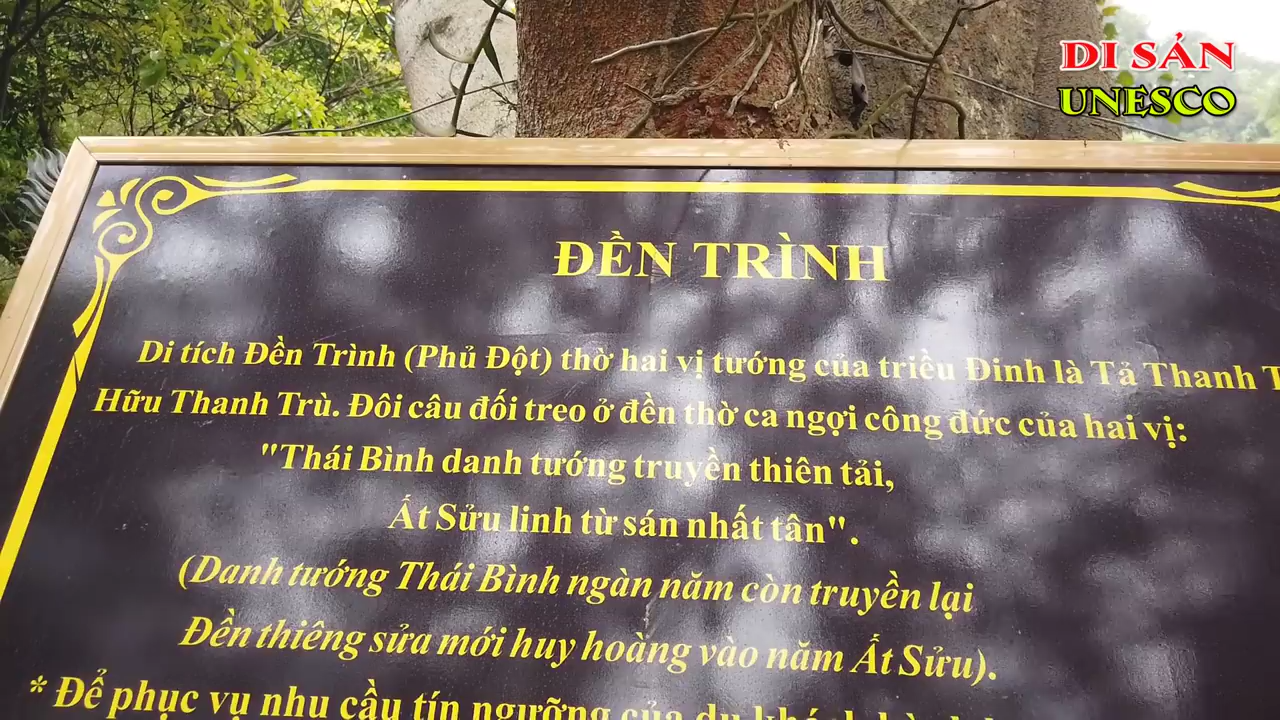 DI SẢN
UNESCO
ĐỀN TRÌNH
Di tích Đền Trình (Phủ Đột) thờ hai vị tướng của triều Đinh là Tả Thanh
Hữu Thanh Trù. Đôi câu đối treo ở đền thờ ca ngợi công đức của hai vị:
"Thái Bình danh tướng truyền thiên tải,
Ất Sửu linh từ sán nhất tân".
(Danh tướng Thái Bình ngàn năm còn truyền lại
Đền thiêng sửa mới huy hoàng vào năm Ất Sửu).
* Để phục vụ nhu cầu tín ngưỡng của du khách